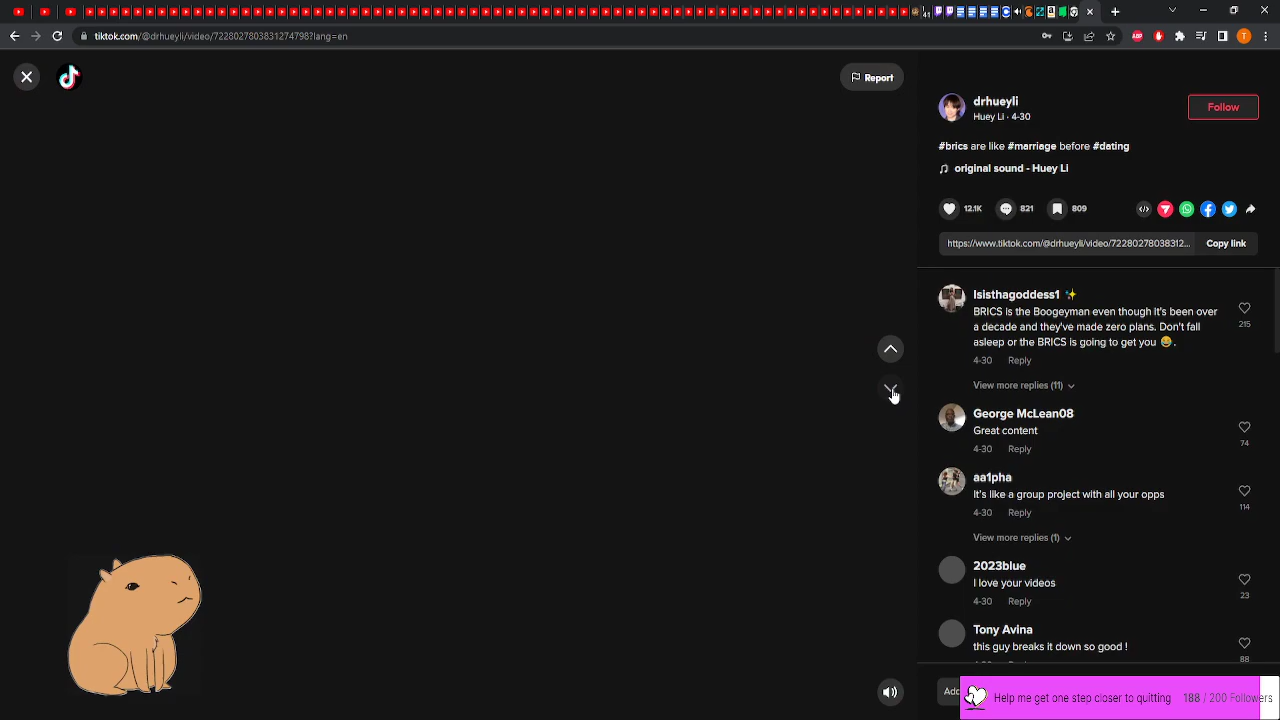 41
tiktok.com/@drhueyli/video/7228027803831274798?lang=en
T
Report
drhueyli
Huey Li · 4-30
Follow
#brics are like #marriage before #dating
original sound - Huey Li
12.1K
821
809
https://www.tiktok.com/@drhueyli/video/72280278038312...
Copy link
Isisthagoddess1 ✨
BRICS is the Boogeyman even though it's been over
a decade and they've made zero plans. Don't fall
asleep or the BRICS is going to get you 😅.
215
4-30 Reply
View more replies (11)
George McLean08
Great content
74
4-30 Reply
aa1pha
It's like a group project with all your opps
114
4-30 Reply
View more replies (1)
2023blue
I love your videos
23
4-30 Reply
Tony Avina
this guy breaks it down so good !
88
Add
Help me get one step closer to quitting 188 / 200 Followers